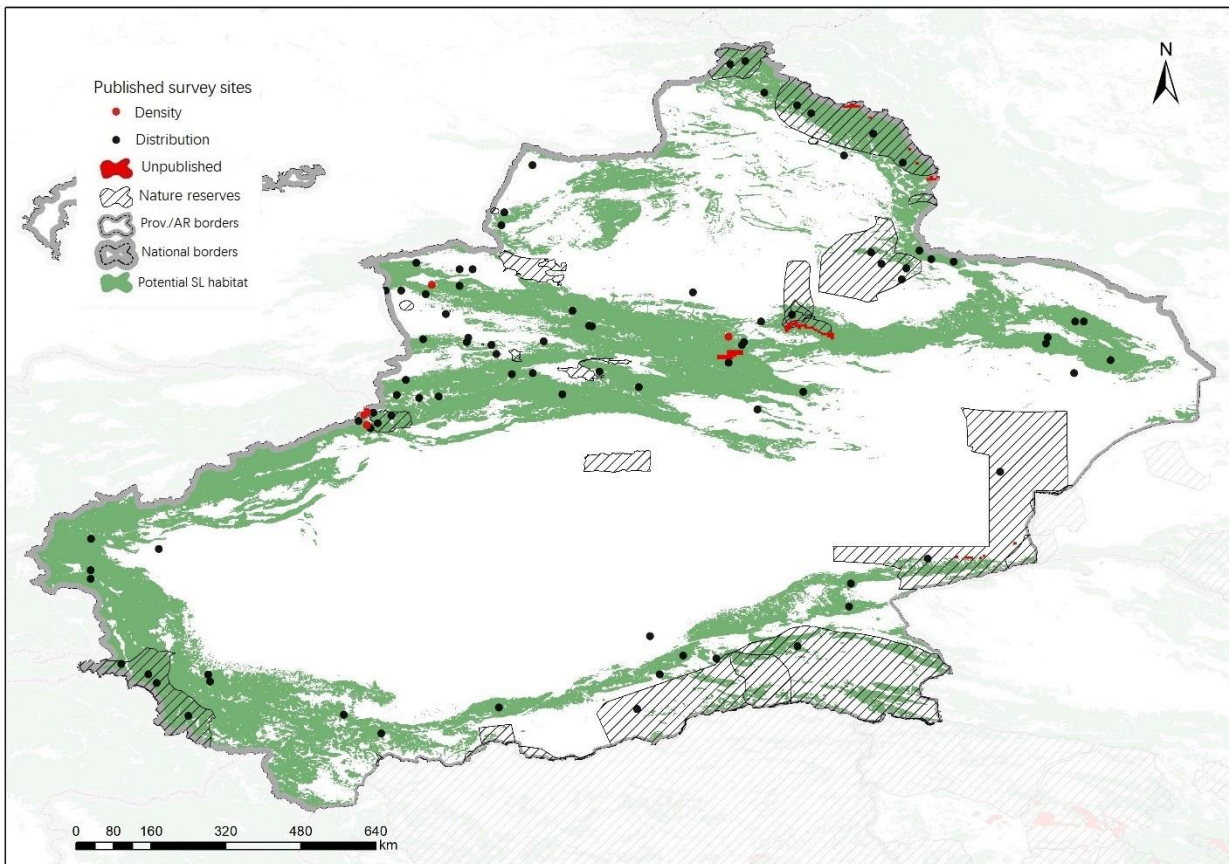 N
Published survey sites
Density
Distribution
Unpublished
Nature reserves
Prov./AR borders
National borders
Potential SL habitat
0 80 160 320 480 640
km